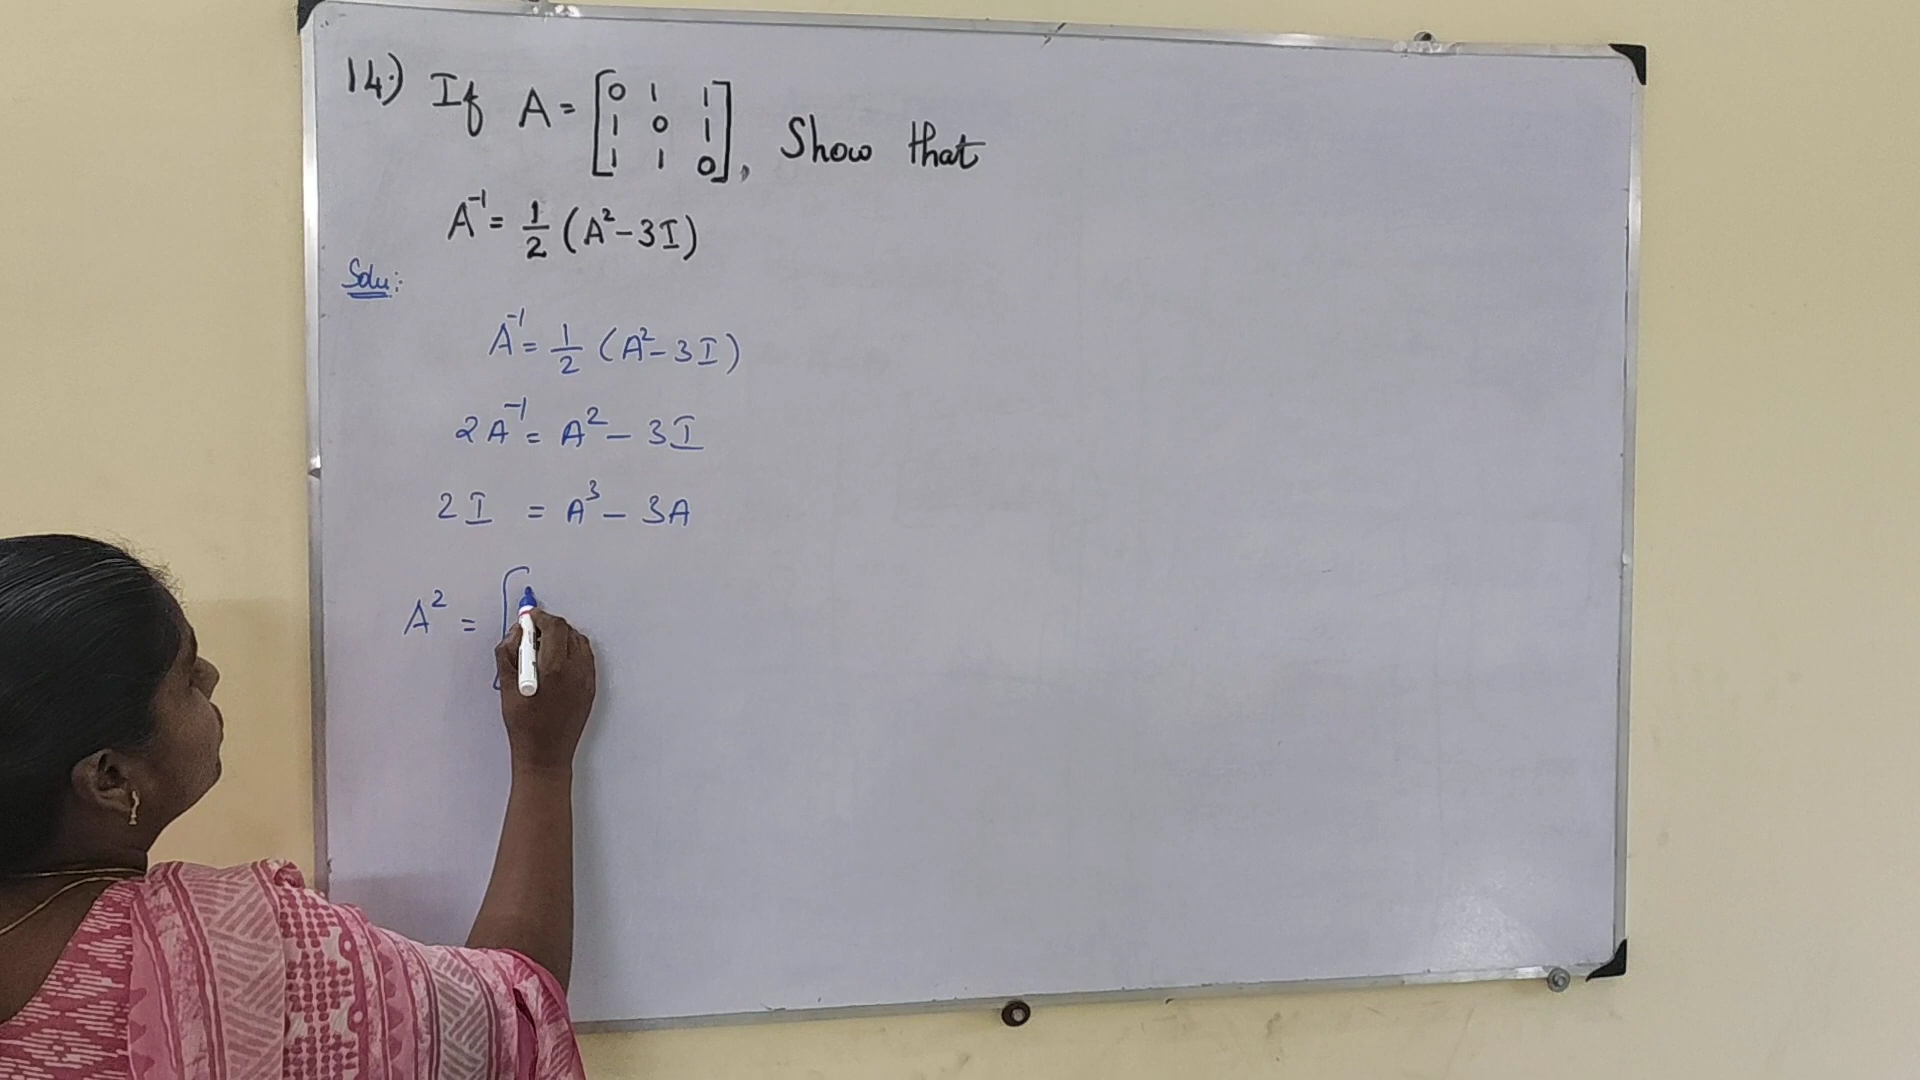 14.) If A = [0 1 1
1 0 1
1 1 0], Show that
A⁻¹ = 1/2 (A² - 3I)
Solu:
A⁻¹ = 1/2 (A² - 3I)
2A⁻¹ = A² - 3I
2I = A³ - 3A
A² = [